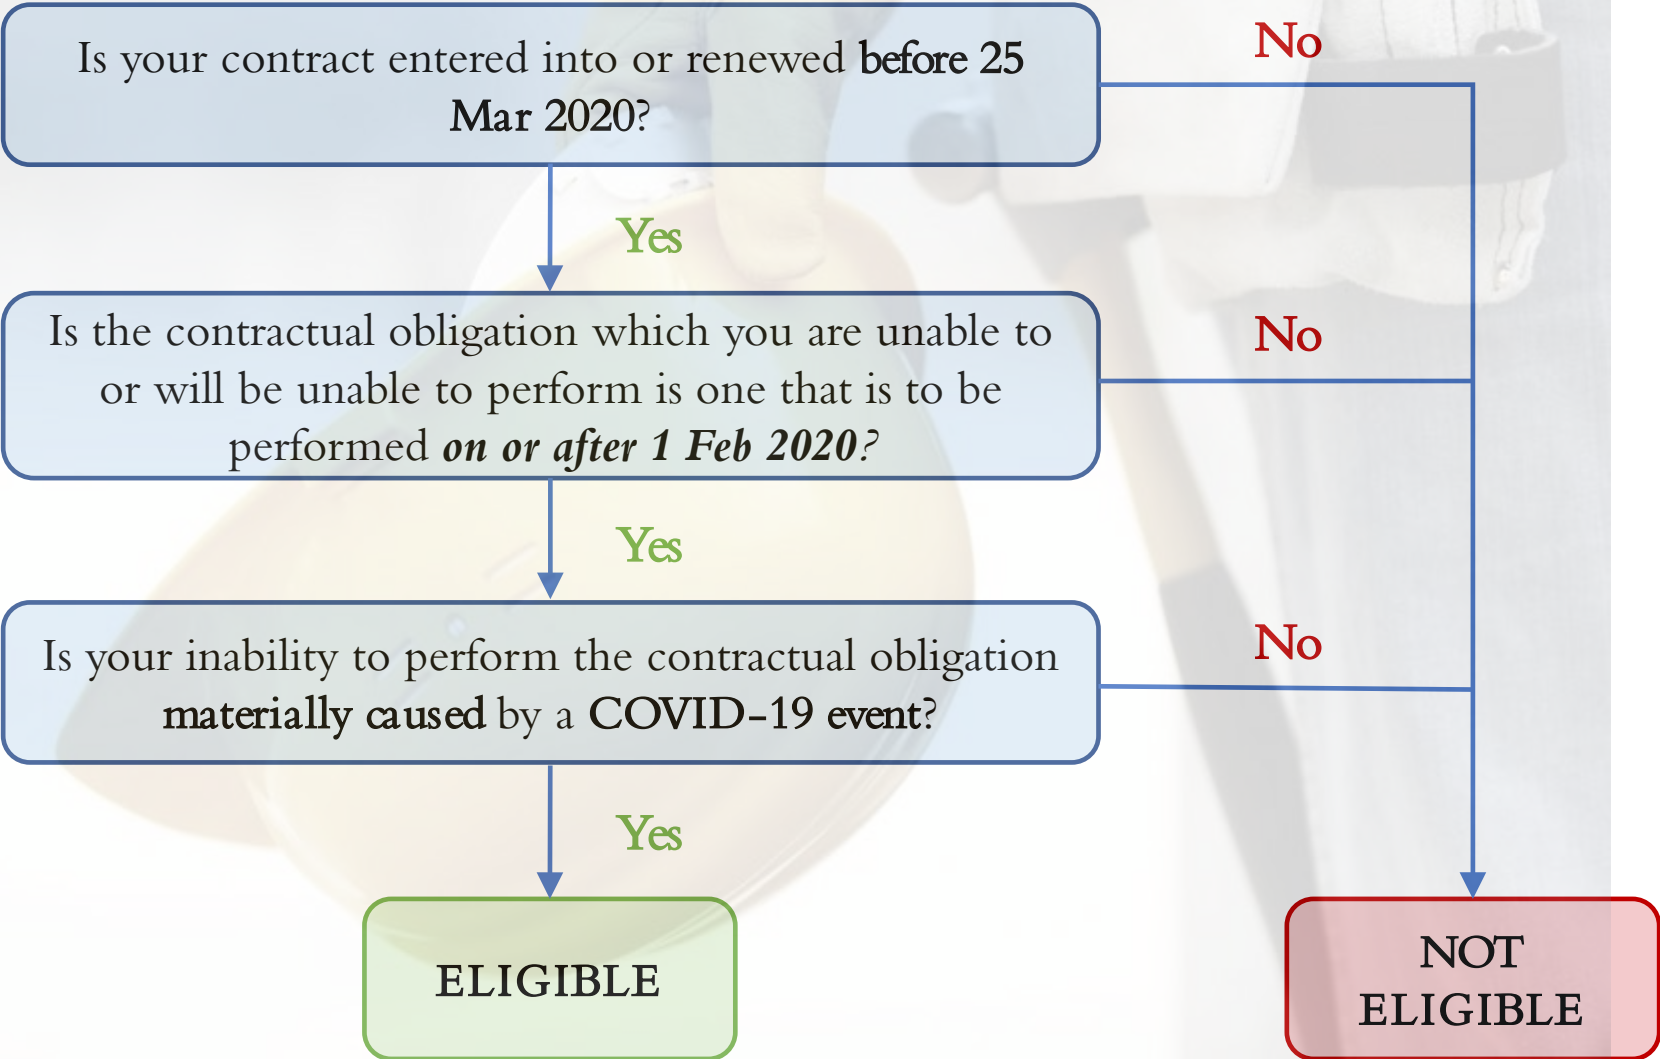 Is your contract entered into or renewed before 25
Mar 2020?
No
Yes
Is the contractual obligation which you are unable to
or will be unable to perform is one that is to be
performed on or after 1 Feb 2020?
No
Yes
Is your inability to perform the contractual obligation
materially caused by a COVID-19 event?
No
Yes
ELIGIBLE
NOT
ELIGIBLE